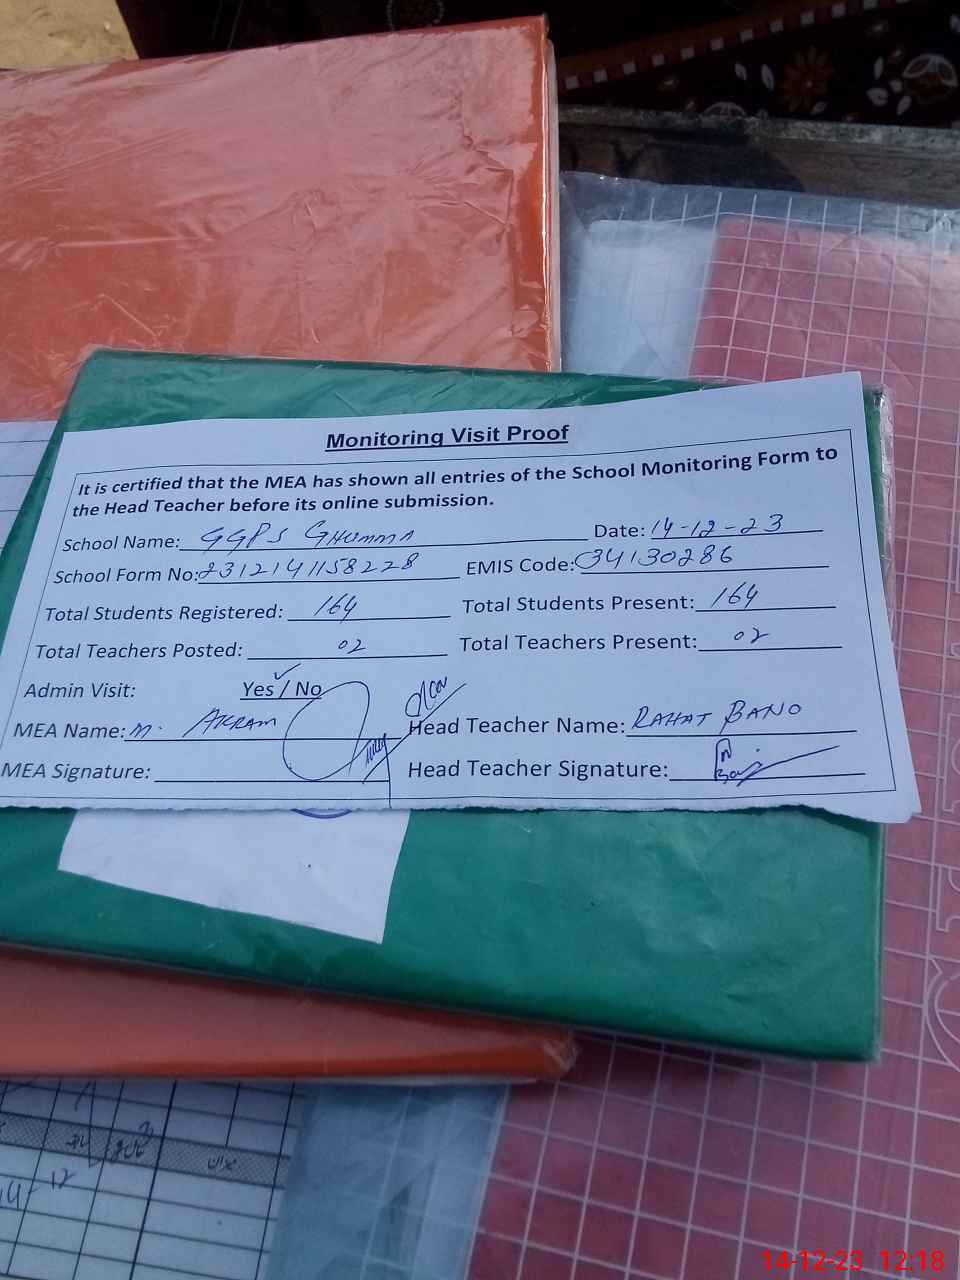 Monitoring Visit Proof
It is certified that the MEA has shown all entries of the School Monitoring Form to
the Head Teacher before its online submission.
School Name: GGPS GHUMMA Date: 14-12-23
School Form No: 2312141158228 EMIS Code: 34130286
Total Students Registered: 164 Total Students Present: 164
Total Teachers Posted: 02 Total Teachers Present: 02
Admin Visit: Yes / No
MEA Name: M. AKRAM Head Teacher Name: RAHAT BANO
MEA Signature: Head Teacher Signature:
14-12-23 12:18